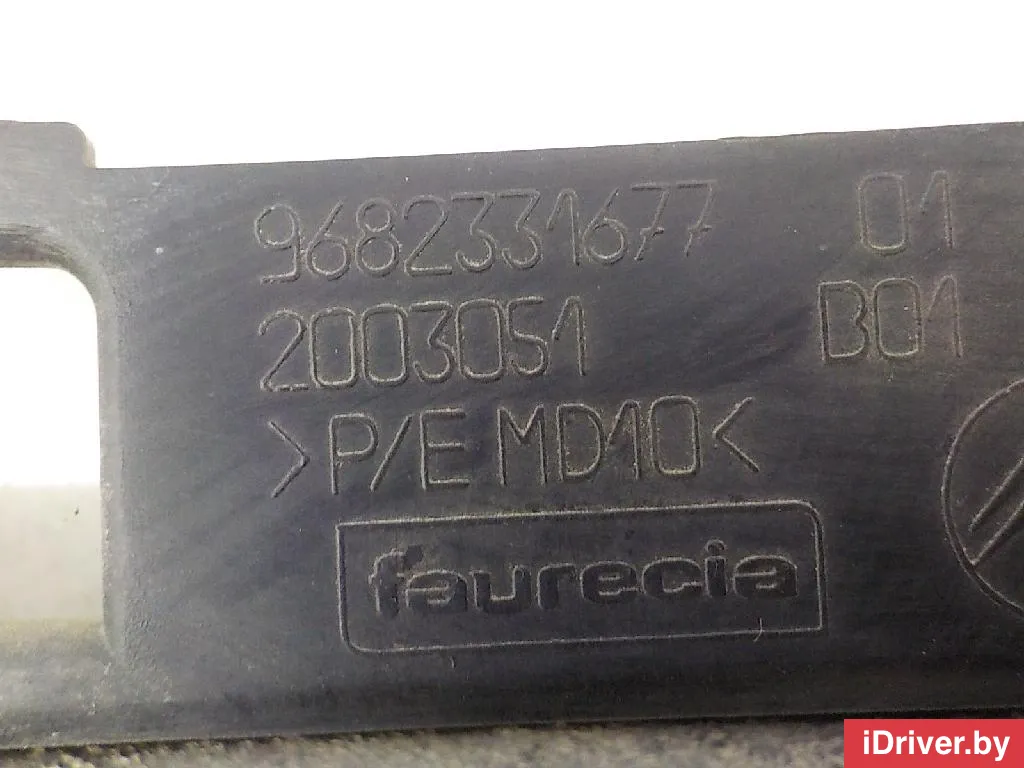 9682331677 01
2003051 B01
>P/E MD10<
faurecia
iDriver.by